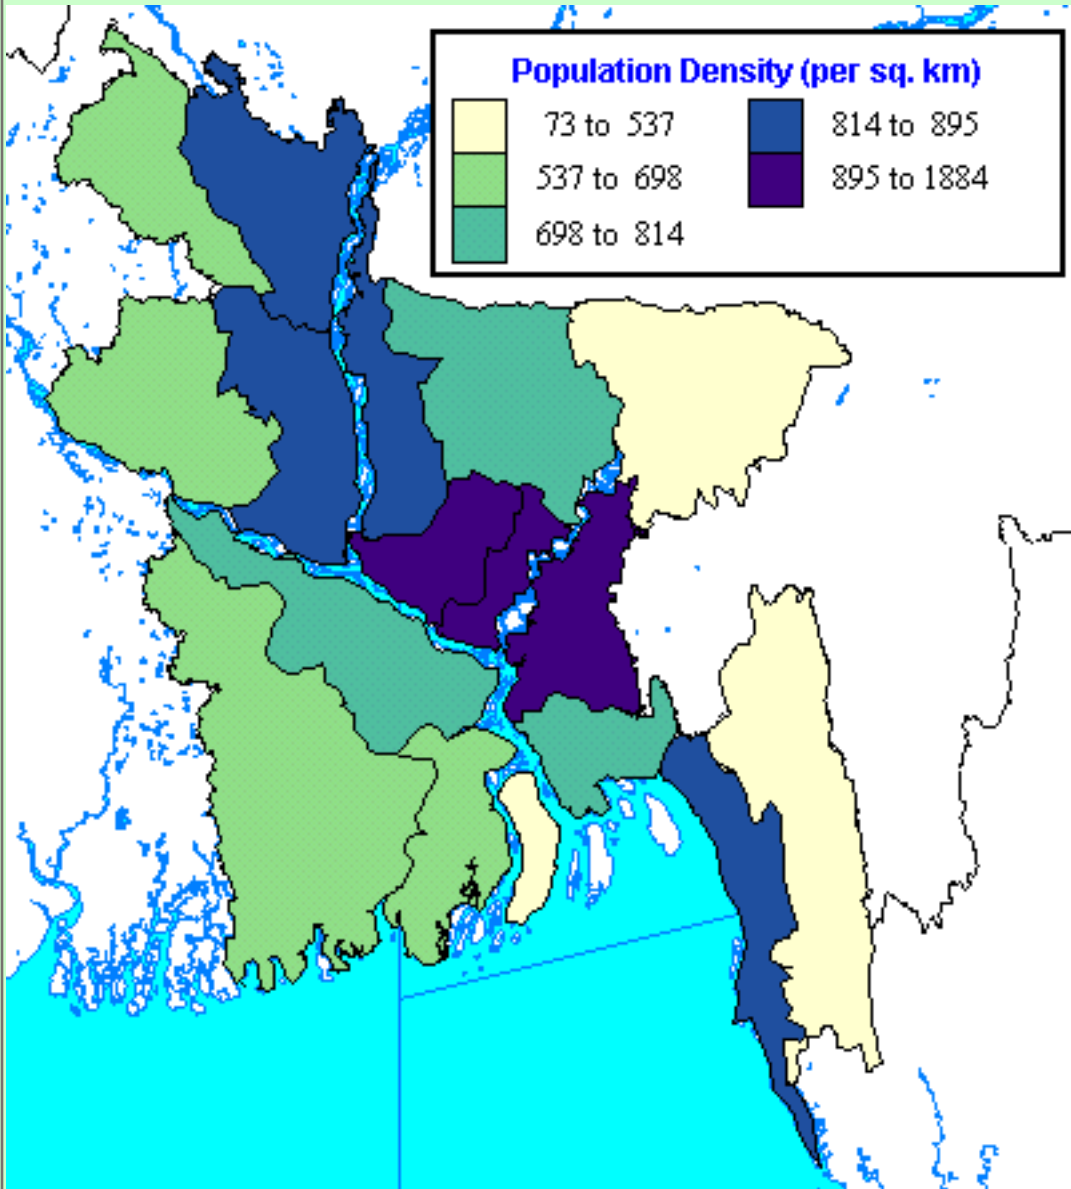 Population Density (per sq. km)
73 to 537
537 to 698
698 to 814
814 to 895
895 to 1884